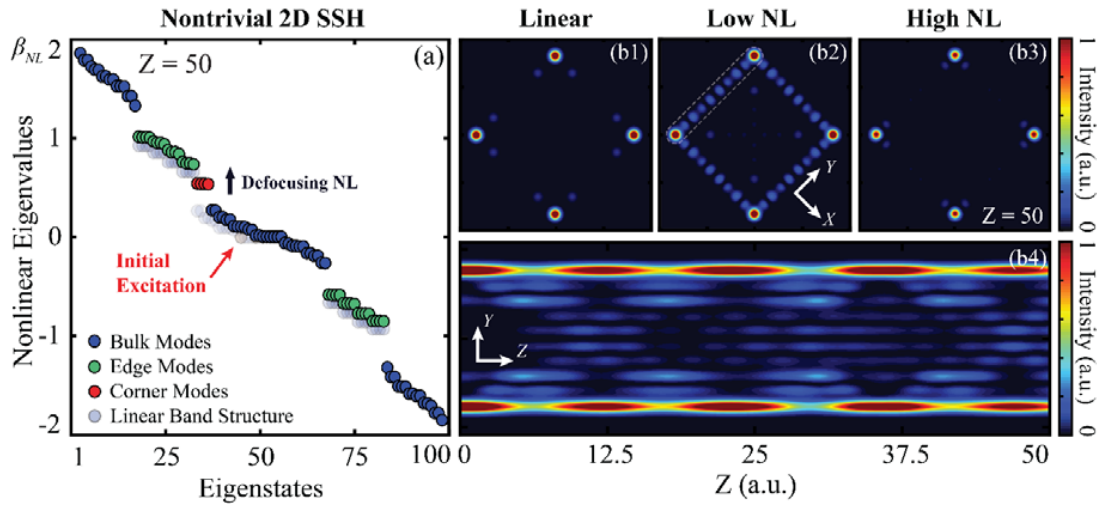 Nontrivial 2D SSH
Linear
Low NL
High NL
2
1
0
-1
-2
βNL
Nonlinear Eigenvalues
Z = 50
(a)
Defocusing NL
Initial
Excitation
Bulk Modes
Edge Modes
Corner Modes
Linear Band Structure
1
25
50
75
100
Eigenstates
(b1)
(b2)
Y
X
(b3)
Z = 50
1
Intensity (a.u.)
0
(b4)
Y
Z
1
Intensity (a.u.)
0
0
12.5
25
37.5
50
Z (a.u.)